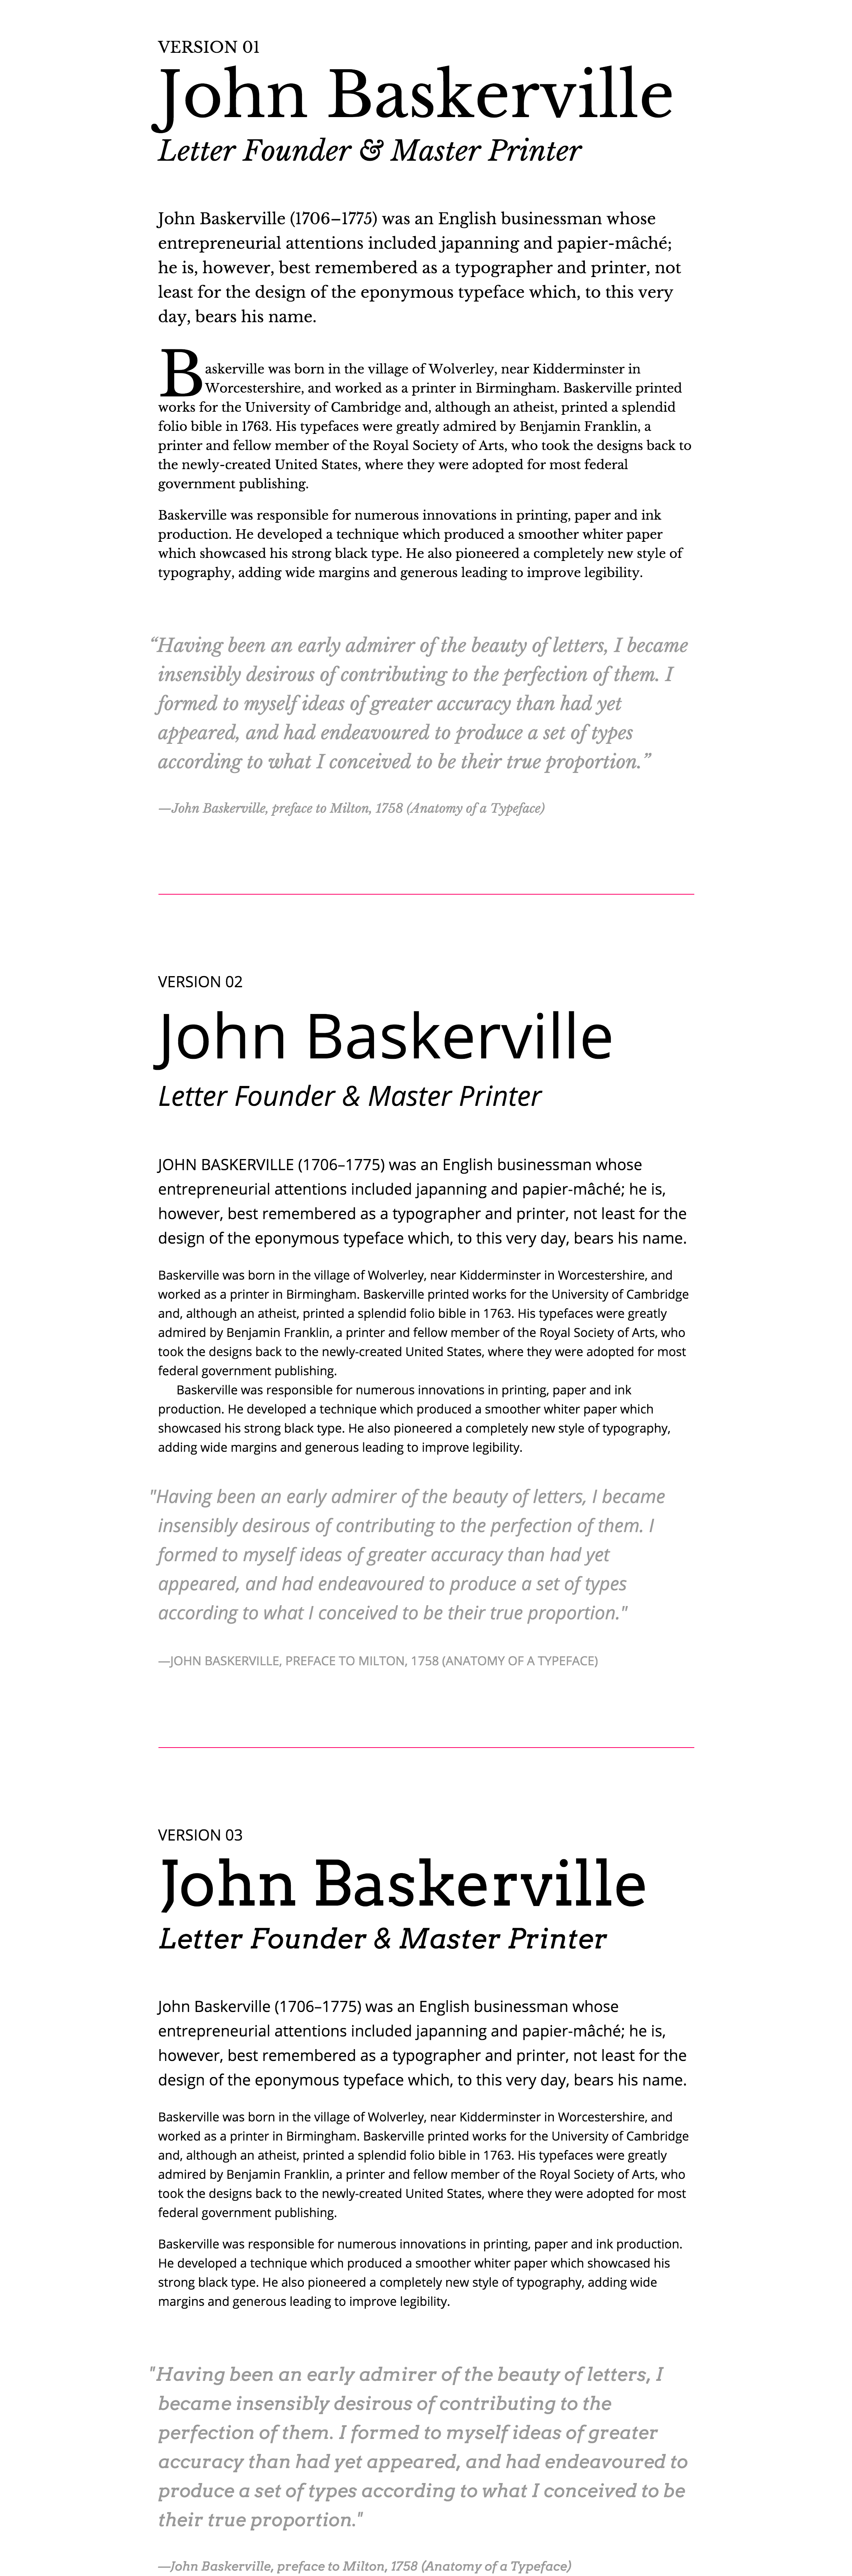 VERSION 01
John Baskerville
Letter Founder & Master Printer
John Baskerville (1706–1775) was an English businessman whose
entrepreneurial attentions included japanning and papier-mâché;
he is, however, best remembered as a typographer and printer, not
least for the design of the eponymous typeface which, to this very
day, bears his name.
Baskerville was born in the village of Wolverley, near Kidderminster in
Worcestershire, and worked as a printer in Birmingham. Baskerville printed
works for the University of Cambridge and, although an atheist, printed a splendid
folio bible in 1763. His typefaces were greatly admired by Benjamin Franklin, a
printer and fellow member of the Royal Society of Arts, who took the designs back to
the newly-created United States, where they were adopted for most federal
government publishing.
Baskerville was responsible for numerous innovations in printing, paper and ink
production. He developed a technique which produced a smoother whiter paper
which showcased his strong black type. He also pioneered a completely new style of
typography, adding wide margins and generous leading to improve legibility.
“Having been an early admirer of the beauty of letters, I became
insensibly desirous of contributing to the perfection of them. I
formed to myself ideas of greater accuracy than had yet
appeared, and had endeavoured to produce a set of types
according to what I conceived to be their true proportion.”
—John Baskerville, preface to Milton, 1758 (Anatomy of a Typeface)
VERSION 02
John Baskerville
Letter Founder & Master Printer
JOHN BASKERVILLE (1706–1775) was an English businessman whose
entrepreneurial attentions included japanning and papier-mâché; he is,
however, best remembered as a typographer and printer, not least for the
design of the eponymous typeface which, to this very day, bears his name.
Baskerville was born in the village of Wolverley, near Kidderminster in Worcestershire, and
worked as a printer in Birmingham. Baskerville printed works for the University of Cambridge
and, although an atheist, printed a splendid folio bible in 1763. His typefaces were greatly
admired by Benjamin Franklin, a printer and fellow member of the Royal Society of Arts, who
took the designs back to the newly-created United States, where they were adopted for most
federal government publishing.
Baskerville was responsible for numerous innovations in printing, paper and ink
production. He developed a technique which produced a smoother whiter paper which
showcased his strong black type. He also pioneered a completely new style of typography,
adding wide margins and generous leading to improve legibility.
"Having been an early admirer of the beauty of letters, I became
insensibly desirous of contributing to the perfection of them. I
formed to myself ideas of greater accuracy than had yet
appeared, and had endeavoured to produce a set of types
according to what I conceived to be their true proportion."
—JOHN BASKERVILLE, PREFACE TO MILTON, 1758 (ANATOMY OF A TYPEFACE)
VERSION 03
John Baskerville
Letter Founder & Master Printer
John Baskerville (1706–1775) was an English businessman whose
entrepreneurial attentions included japanning and papier-mâché; he is,
however, best remembered as a typographer and printer, not least for the
design of the eponymous typeface which, to this very day, bears his name.
Baskerville was born in the village of Wolverley, near Kidderminster in Worcestershire, and
worked as a printer in Birmingham. Baskerville printed works for the University of Cambridge
and, although an atheist, printed a splendid folio bible in 1763. His typefaces were greatly
admired by Benjamin Franklin, a printer and fellow member of the Royal Society of Arts, who
took the designs back to the newly-created United States, where they were adopted for most
federal government publishing.
Baskerville was responsible for numerous innovations in printing, paper and ink production.
He developed a technique which produced a smoother whiter paper which showcased his
strong black type. He also pioneered a completely new style of typography, adding wide
margins and generous leading to improve legibility.
"Having been an early admirer of the beauty of letters, I
became insensibly desirous of contributing to the
perfection of them. I formed to myself ideas of greater
accuracy than had yet appeared, and had endeavoured to
produce a set of types according to what I conceived to be
their true proportion."
—John Baskerville, preface to Milton, 1758 (Anatomy of a Typeface)